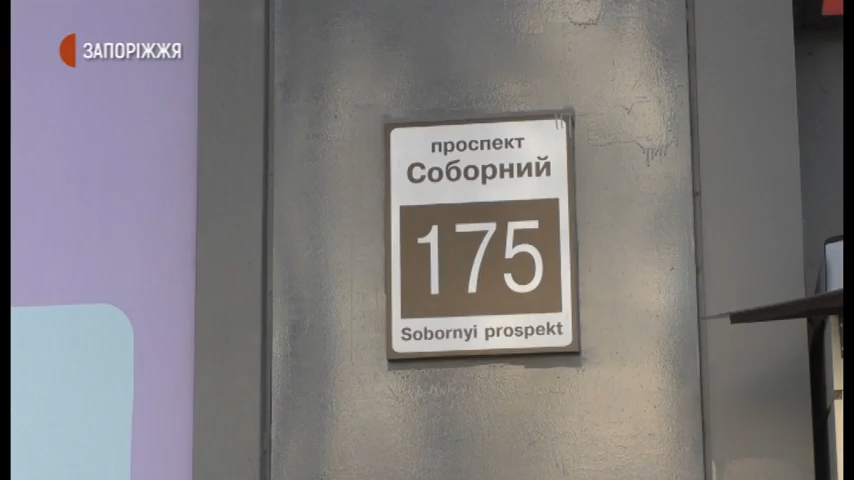 ЗАПОРІЖЖЯ
проспект
Соборний
175
Sobornyi prospekt